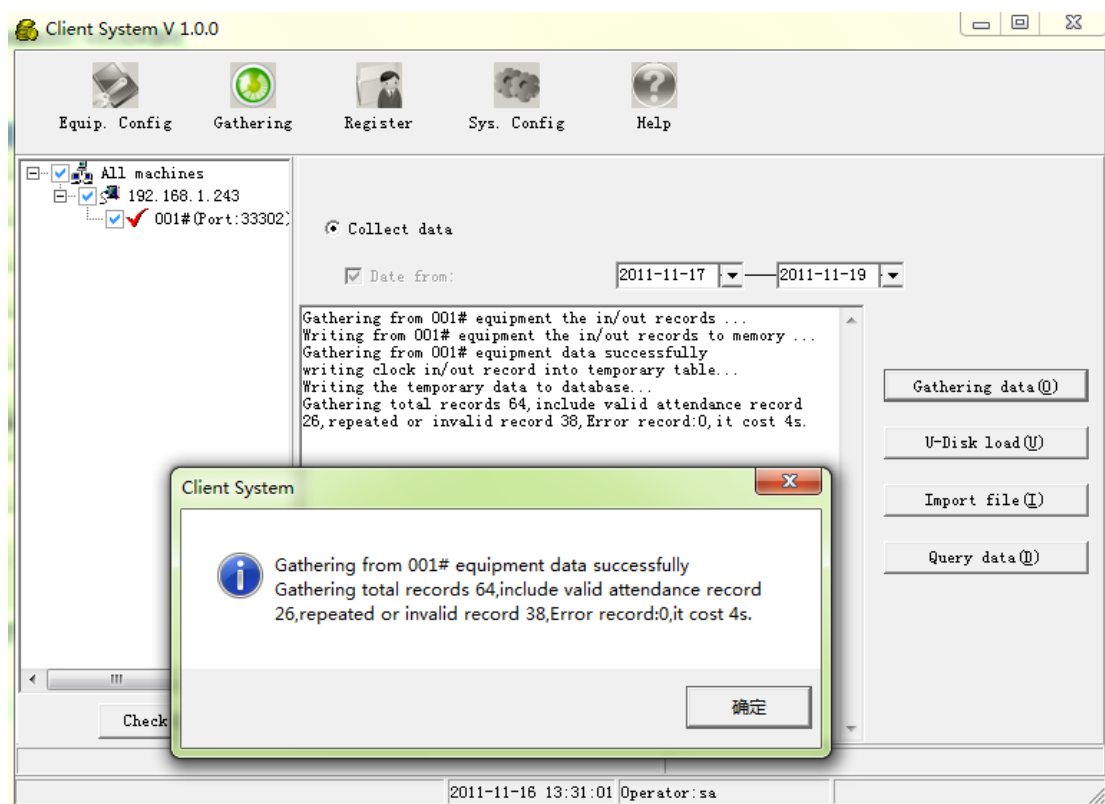 Client System V 1.0.0
Equip. Config Gathering Register Sys. Config Help
All machines
192.168.1.243
001#(Port:33302)
Collect data
Date from: 2011-11-17 2011-11-19
Gathering from 001# equipment the in/out records ...
Writing from 001# equipment the in/out records to memory ...
Gathering from 001# equipment data successfully
writing clock in/out record into temporary table...
Writing the temporary data to database...
Gathering total records 64, include valid attendance record
26, repeated or invalid record 38, Error record:0, it cost 4s.
Gathering data(O)
U-Disk load(U)
Import file(I)
Query data(D)
Client System
Gathering from 001# equipment data successfully
Gathering total records 64,include valid attendance record
26,repeated or invalid record 38,Error record:0,it cost 4s.
确定
Check
2011-11-16 13:31:01 Operator:sa